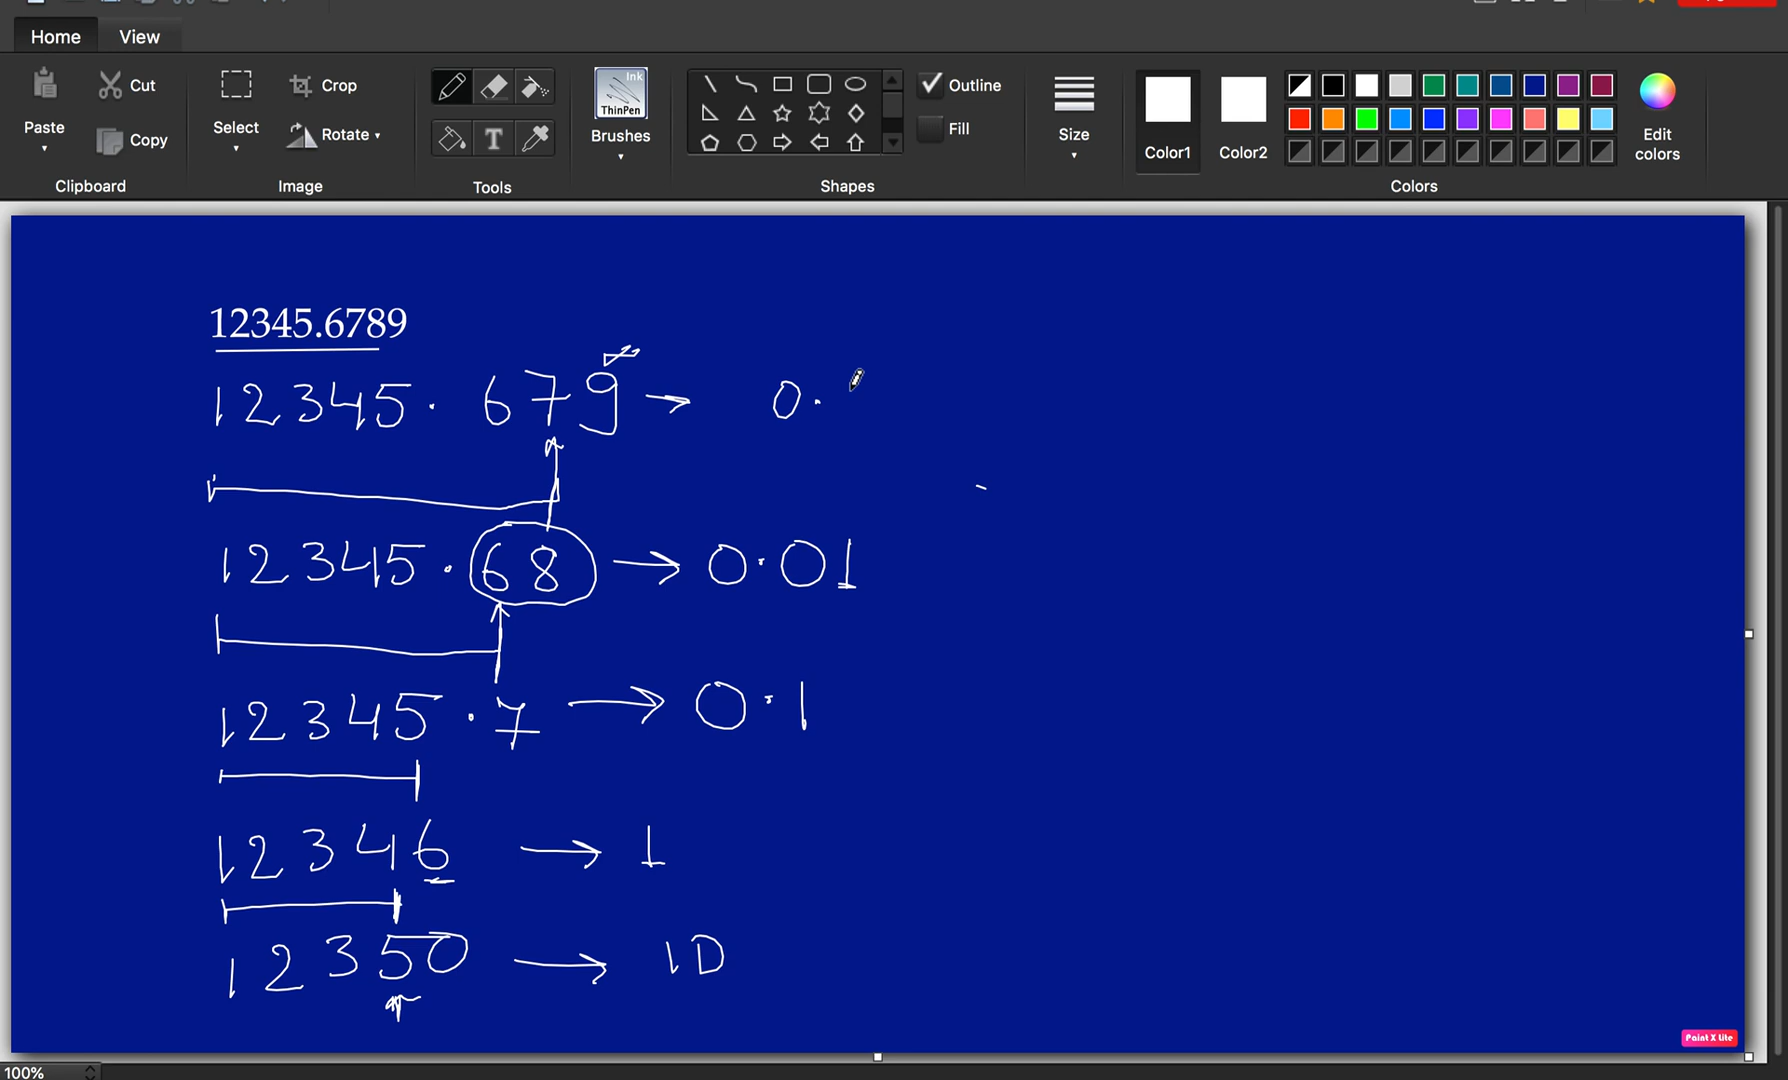 Home View
Cut Crop Ink Outline
ThinPen
Paste Copy Select Rotate T Brushes Fill Size Color1 Color2 Edit colors
Clipboard Image Tools Shapes Colors
12345.6789
12345.679 → 0.
12345.68 → 0.01
12345.7 → 0.1
12346 → 1
12350 → 10
Paint X Lite
100%